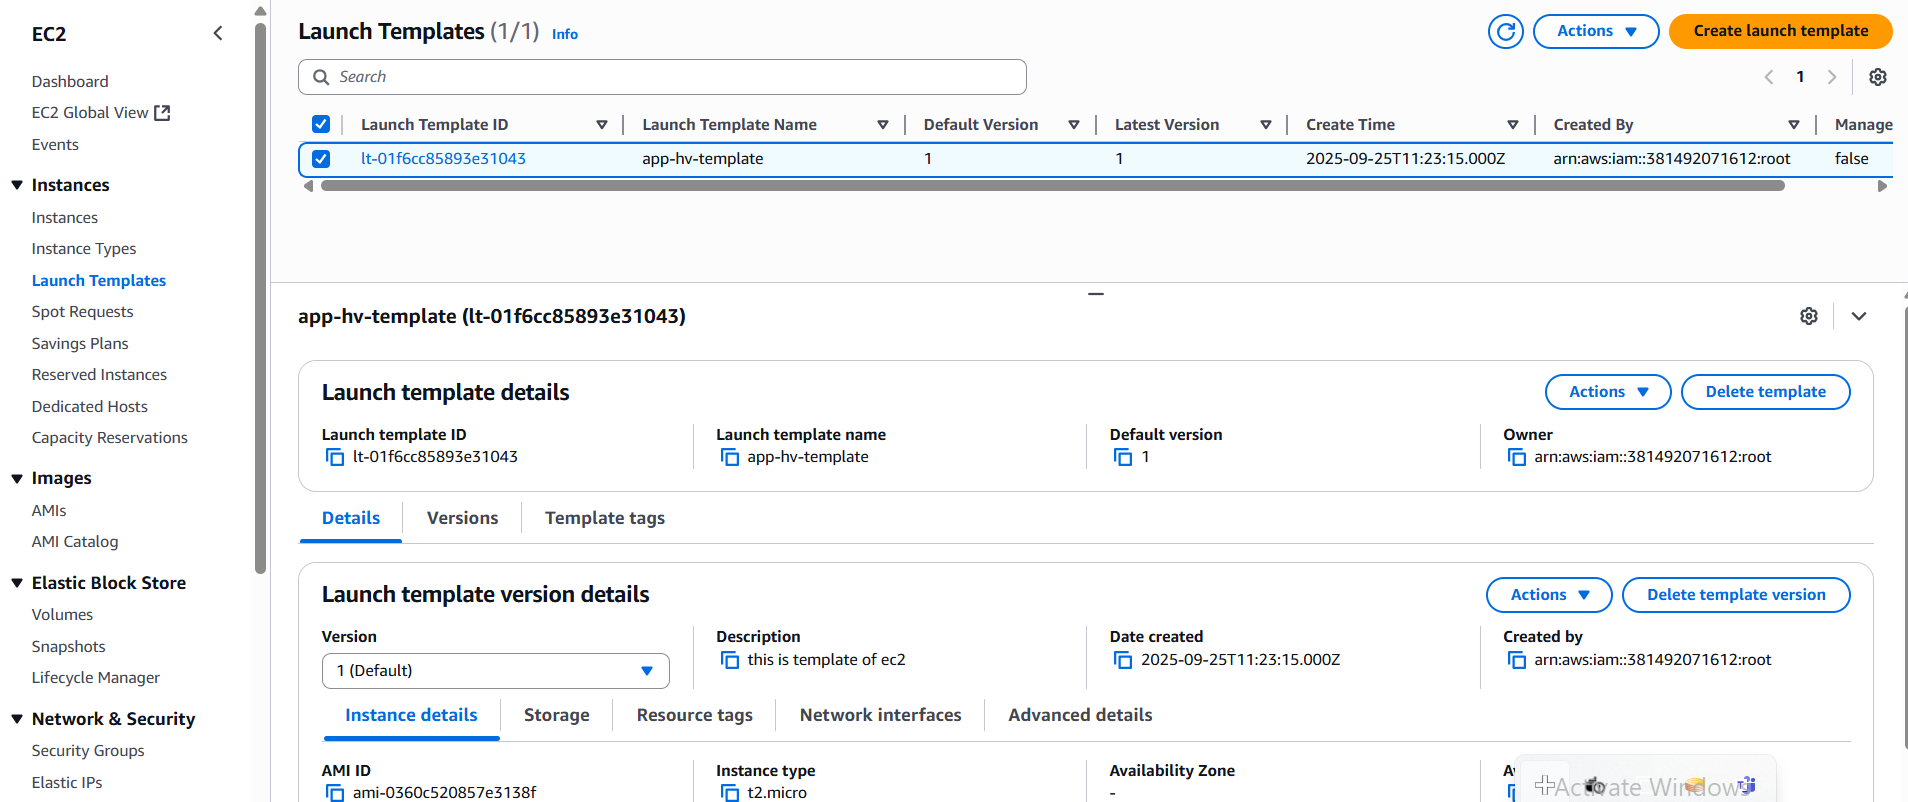 EC2
Dashboard
EC2 Global View
Events
Instances
Instances
Instance Types
Launch Templates
Spot Requests
Savings Plans
Reserved Instances
Dedicated Hosts
Capacity Reservations
Images
AMIs
AMI Catalog
Elastic Block Store
Volumes
Snapshots
Lifecycle Manager
Network & Security
Security Groups
Elastic IPs
Launch Templates (1/1) Info
Actions
Create launch template
Search
1
Launch Template ID Launch Template Name Default Version Latest Version Create Time Created By Manage
lt-01f6cc85893e31043 app-hv-template 1 1 2025-09-25T11:23:15.000Z arn:aws:iam::381492071612:root false
app-hv-template (lt-01f6cc85893e31043)
Launch template details
Actions Delete template
Launch template ID Launch template name Default version Owner
lt-01f6cc85893e31043 app-hv-template 1 arn:aws:iam::381492071612:root
Details Versions Template tags
Launch template version details
Actions Delete template version
Version Description Date created Created by
1 (Default) this is template of ec2 2025-09-25T11:23:15.000Z arn:aws:iam::381492071612:root
Instance details Storage Resource tags Network interfaces Advanced details
AMI ID Instance type Availability Zone
ami-0360c520857e3138f t2.micro -
Activate Windows